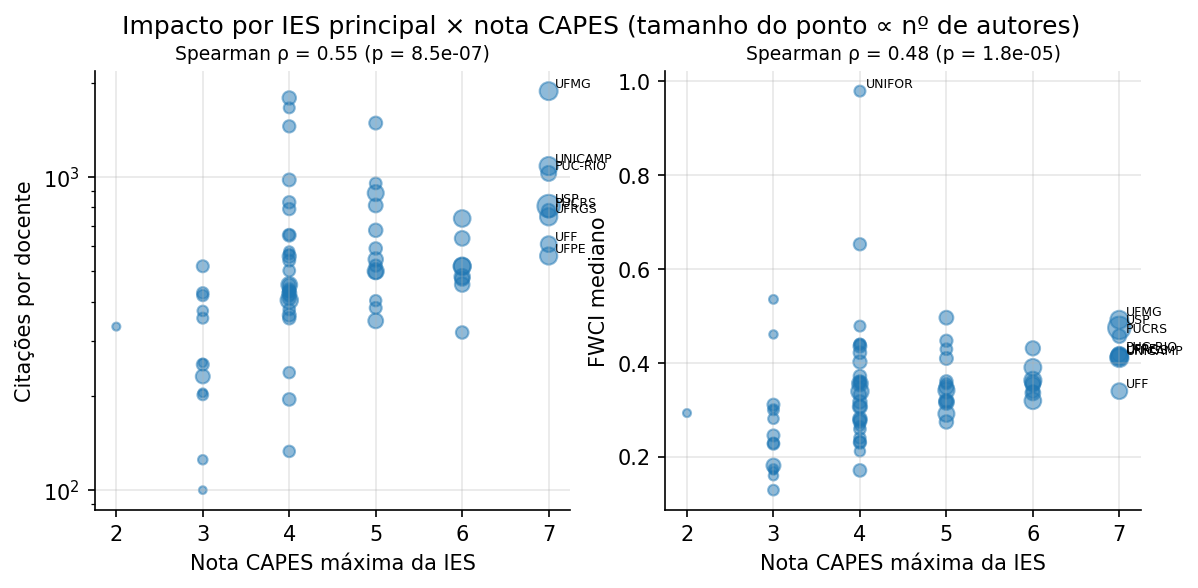 Impacto por IES principal × nota CAPES (tamanho do ponto ∝ nº de autores)
Spearman ρ = 0.55 (p = 8.5e-07)
UFMG
UNICAMP
PUC-RIO
USP
PUCRS
UFRGS
UFF
UFPE
10³
10²
Citações por docente
2 3 4 5 6 7
Nota CAPES máxima da IES
Spearman ρ = 0.48 (p = 1.8e-05)
UNIFOR
UFMG
USP
PUCRS
PUC-RIO
UNICAMP
UFF
1.0
0.8
0.6
0.4
0.2
FWCI mediano
2 3 4 5 6 7
Nota CAPES máxima da IES